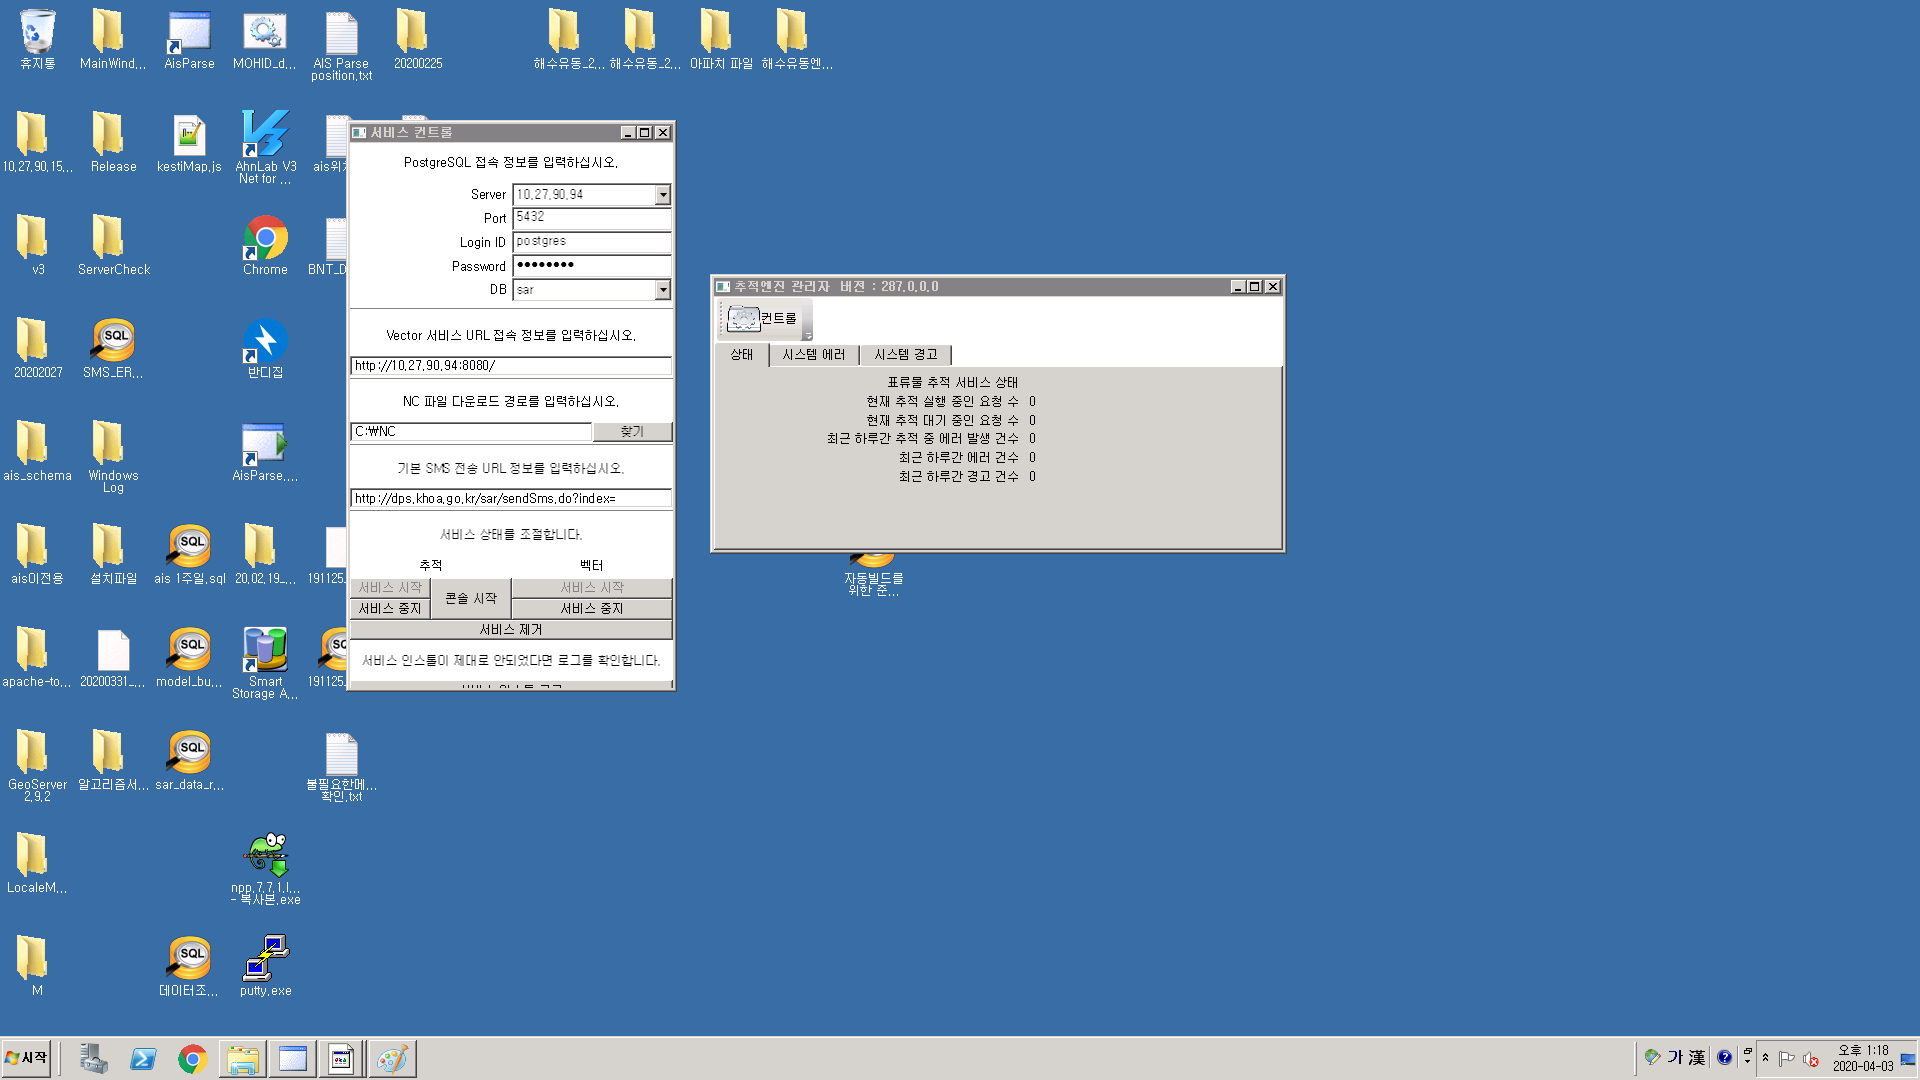 휴지통
MainWind...
AisParse
MOHID_d...
AIS Parse
position.txt
20200225
해수유동_2...
해수유동_2...
아파치 파일
해수유동엔...
10.27.90.15...
Release
kestiMap.js
AhnLab V3
Net for ...
v3
ServerCheck
Chrome
20202027
SMS_ER...
반디집
ais_schema
Windows
Log
AisParse....
ais이전용
설치파일
ais 1주일.sql
20.02.19_...
191125
apache-to...
20200331_...
model_bu...
Smart
Storage A...
191125
GeoServer
2.9.2
알고리즘서...
sar_data_r...
불필요한메...
확인.txt
LocaleM...
npp.7.7.1.I...
- 복사본.exe
M
데이터조...
putty.exe
자동빌드를
위한 준...
서비스 컨트롤
PostgreSQL 접속 정보를 입력하십시오.
Server 10.27.90.94
Port 5432
Login ID postgres
Password ●●●●●●●●
DB sar
Vector 서비스 URL 접속 정보를 입력하십시오.
http://10.27.90.94:8080/
NC 파일 다운로드 경로를 입력하십시오.
C:\NC 찾기
기본 SMS 전송 URL 정보를 입력하십시오.
http://dps.khoa.go.kr/sar/sendSms.do?index=
서비스 상태를 조절합니다.
추적 벡터
서비스 시작 콘솔 시작 서비스 시작
서비스 중지 서비스 중지
서비스 제거
서비스 인스톨이 제대로 안되었다면 로그를 확인합니다.
추적엔진 관리자 버전 : 287.0.0.0
컨트롤
상태 시스템 에러 시스템 경고
표류물 추적 서비스 상태
현재 추적 실행 중인 요청 수 0
현재 추적 대기 중인 요청 수 0
최근 하루간 추적 중 에러 발생 건수 0
최근 하루간 에러 건수 0
최근 하루간 경고 건수 0
시작
가 漢
오후 1:18
2020-04-03